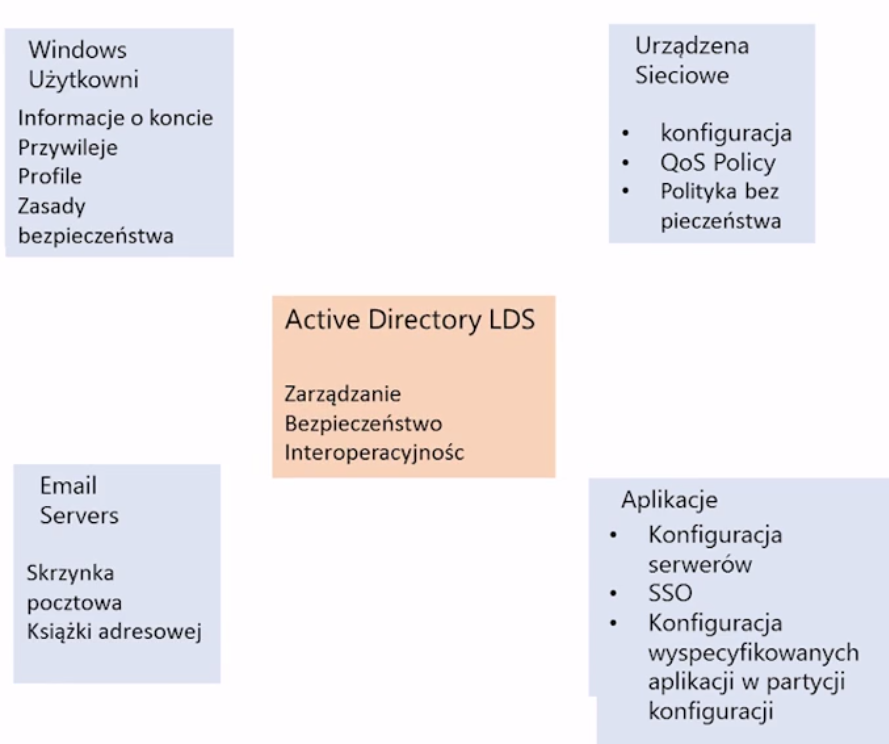 Windows
Użytkowni
Informacje o koncie
Przywileje
Profile
Zasady
bezpieczeństwa
Urządzena
Sieciowe
• konfiguracja
• QoS Policy
• Polityka bez
pieczeństwa
Active Directory LDS
Zarządzanie
Bezpieczeństwo
Interoperacyjnośc
Email
Servers
Skrzynka
pocztowa
Książki adresowej
Aplikacje
• Konfiguracja
serwerów
• SSO
• Konfiguracja
wyspecyfikowanych
aplikacji w partycji
konfiguracji